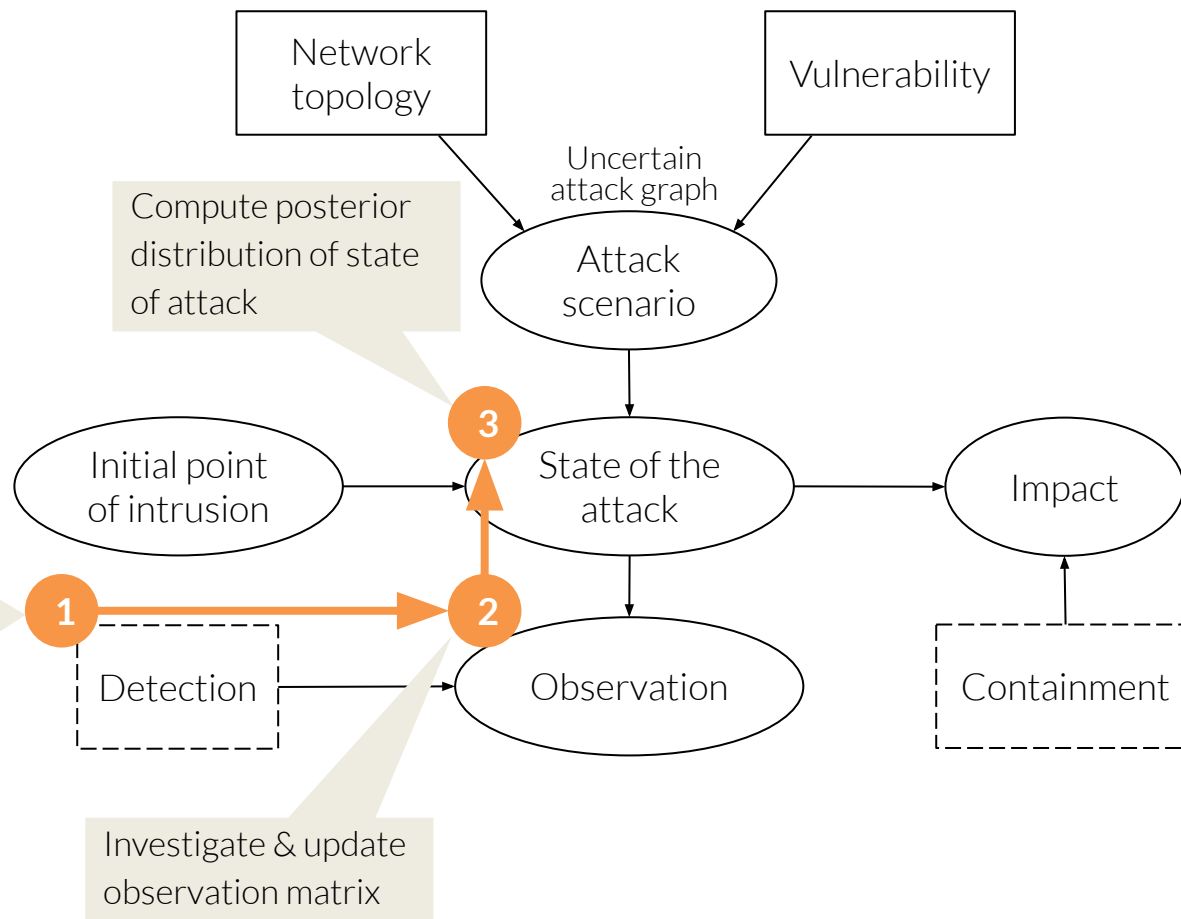 Network
topology
Vulnerability
Uncertain
attack graph
Compute posterior
distribution of state
of attack
Attack
scenario
3
Initial point
of intrusion
State of the
attack
Impact
1
2
Detection
Observation
Containment
Investigate & update
observation matrix